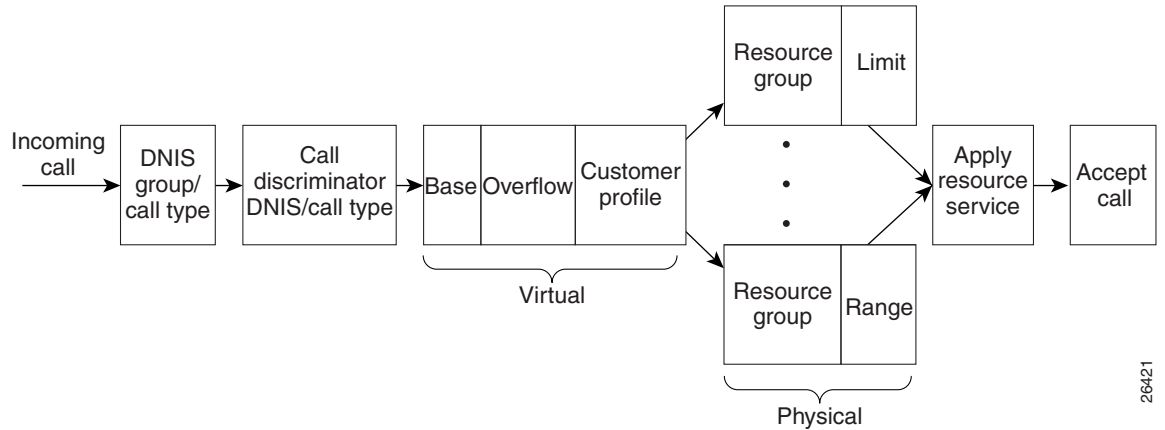 Incoming
call
DNIS
group/
call type
Call
discriminator
DNIS/call type
Base
Overflow
Customer
profile
Virtual
Resource
group
Limit
Resource
group
Range
Physical
Apply
resource
service
Accept
call
26421